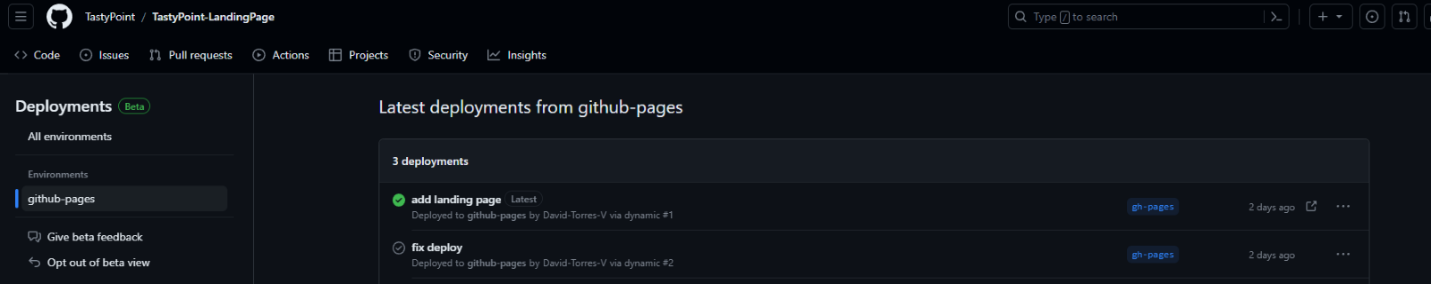 TastyPoint / TastyPoint-LandingPage
Type / to search
Code Issues Pull requests Actions Projects Security Insights
Deployments Beta
All environments
Environments
github-pages
Give beta feedback
Opt out of beta view
Latest deployments from github-pages
3 deployments
add landing page Latest
Deployed to github-pages by David-Torres-V via dynamic #1
gh-pages 2 days ago
fix deploy
Deployed to github-pages by David-Torres-V via dynamic #2
gh-pages 2 days ago